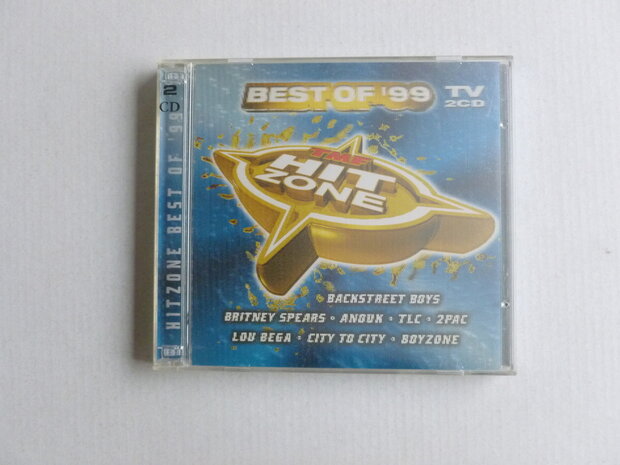 2
CD
HITZONE BEST OF '99
BEST OF '99
TV
2CD
TMF
HIT
ZONE
BACKSTREET BOYS
BRITNEY SPEARS • ANOUK • TLC • 2PAC
LOU BEGA • CITY TO CITY • BOYZONE